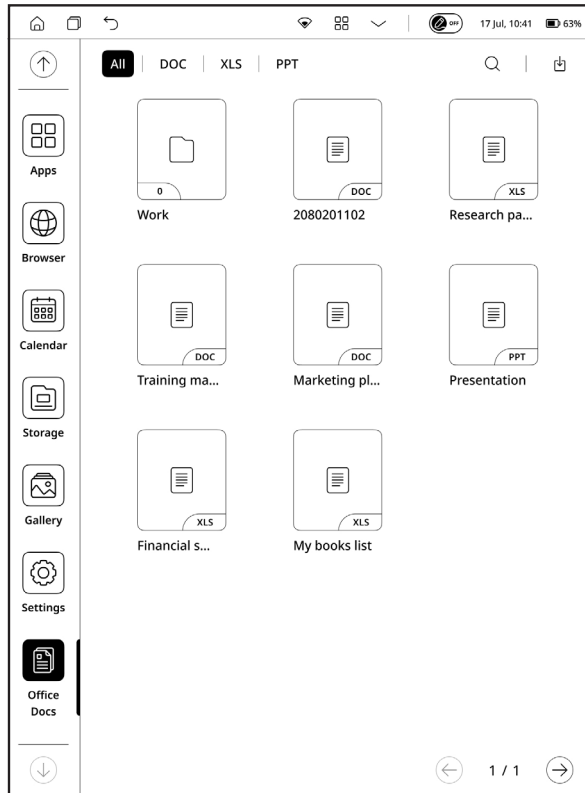 OFF
17 Jul, 10:41
63%
All
DOC
XLS
PPT
Apps
Browser
Calendar
Storage
Gallery
Settings
Office
Docs
0
Work
DOC
2080201102
XLS
Research pa...
DOC
Training ma...
DOC
Marketing pl...
PPT
Presentation
XLS
Financial s...
XLS
My books list
1 / 1